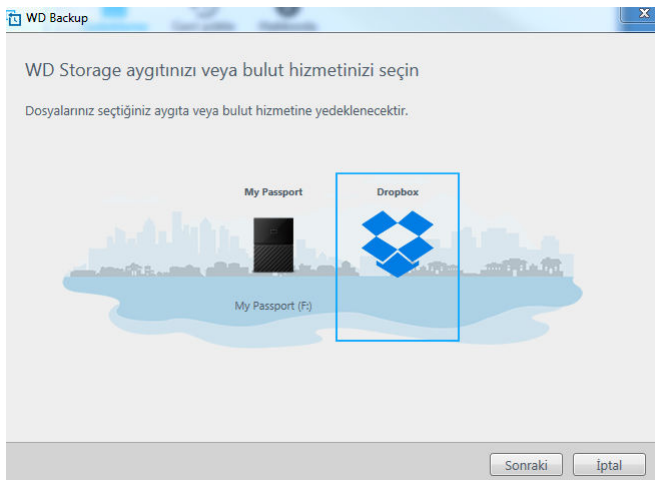 WD Backup
WD Storage aygıtınızı veya bulut hizmetinizi seçin
Dosyalarınız seçtiğiniz aygıta veya bulut hizmetine yedeklenecektir.
My Passport
Dropbox
My Passport (F:)
Sonraki
İptal